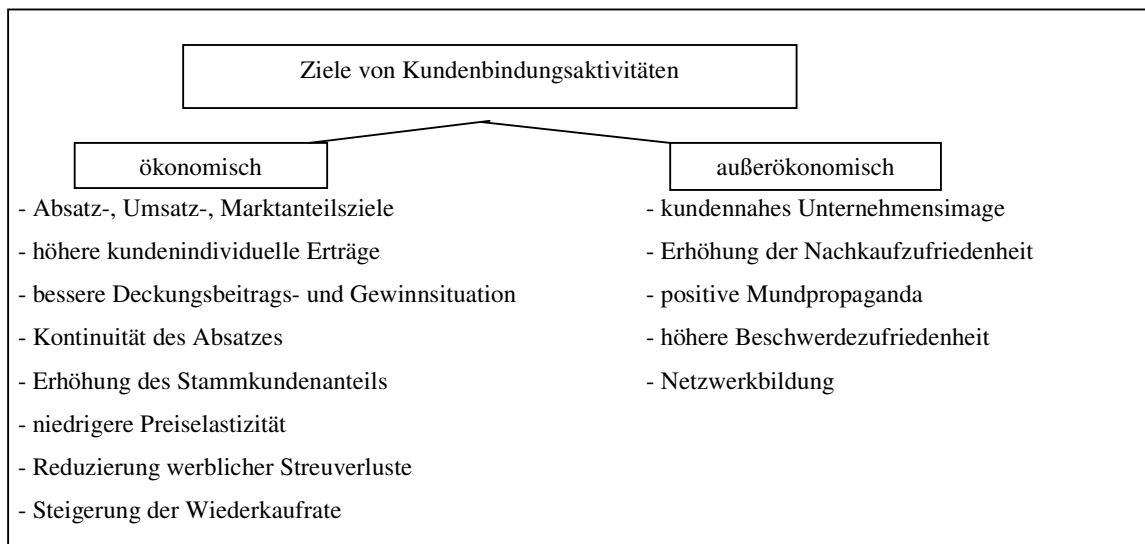 Ziele von Kundenbindungsaktivitäten
ökonomisch
- Absatz-, Umsatz-, Marktanteilsziele
- höhere kundenindividuelle Erträge
- bessere Deckungsbeitrags- und Gewinnsituation
- Kontinuität des Absatzes
- Erhöhung des Stammkundenanteils
- niedrigere Preiselastizität
- Reduzierung werblicher Streuverluste
- Steigerung der Wiederkaufrate
außerökonomisch
- kundennahes Unternehmensimage
- Erhöhung der Nachkaufzufriedenheit
- positive Mundpropaganda
- höhere Beschwerdezufriedenheit
- Netzwerkbildung